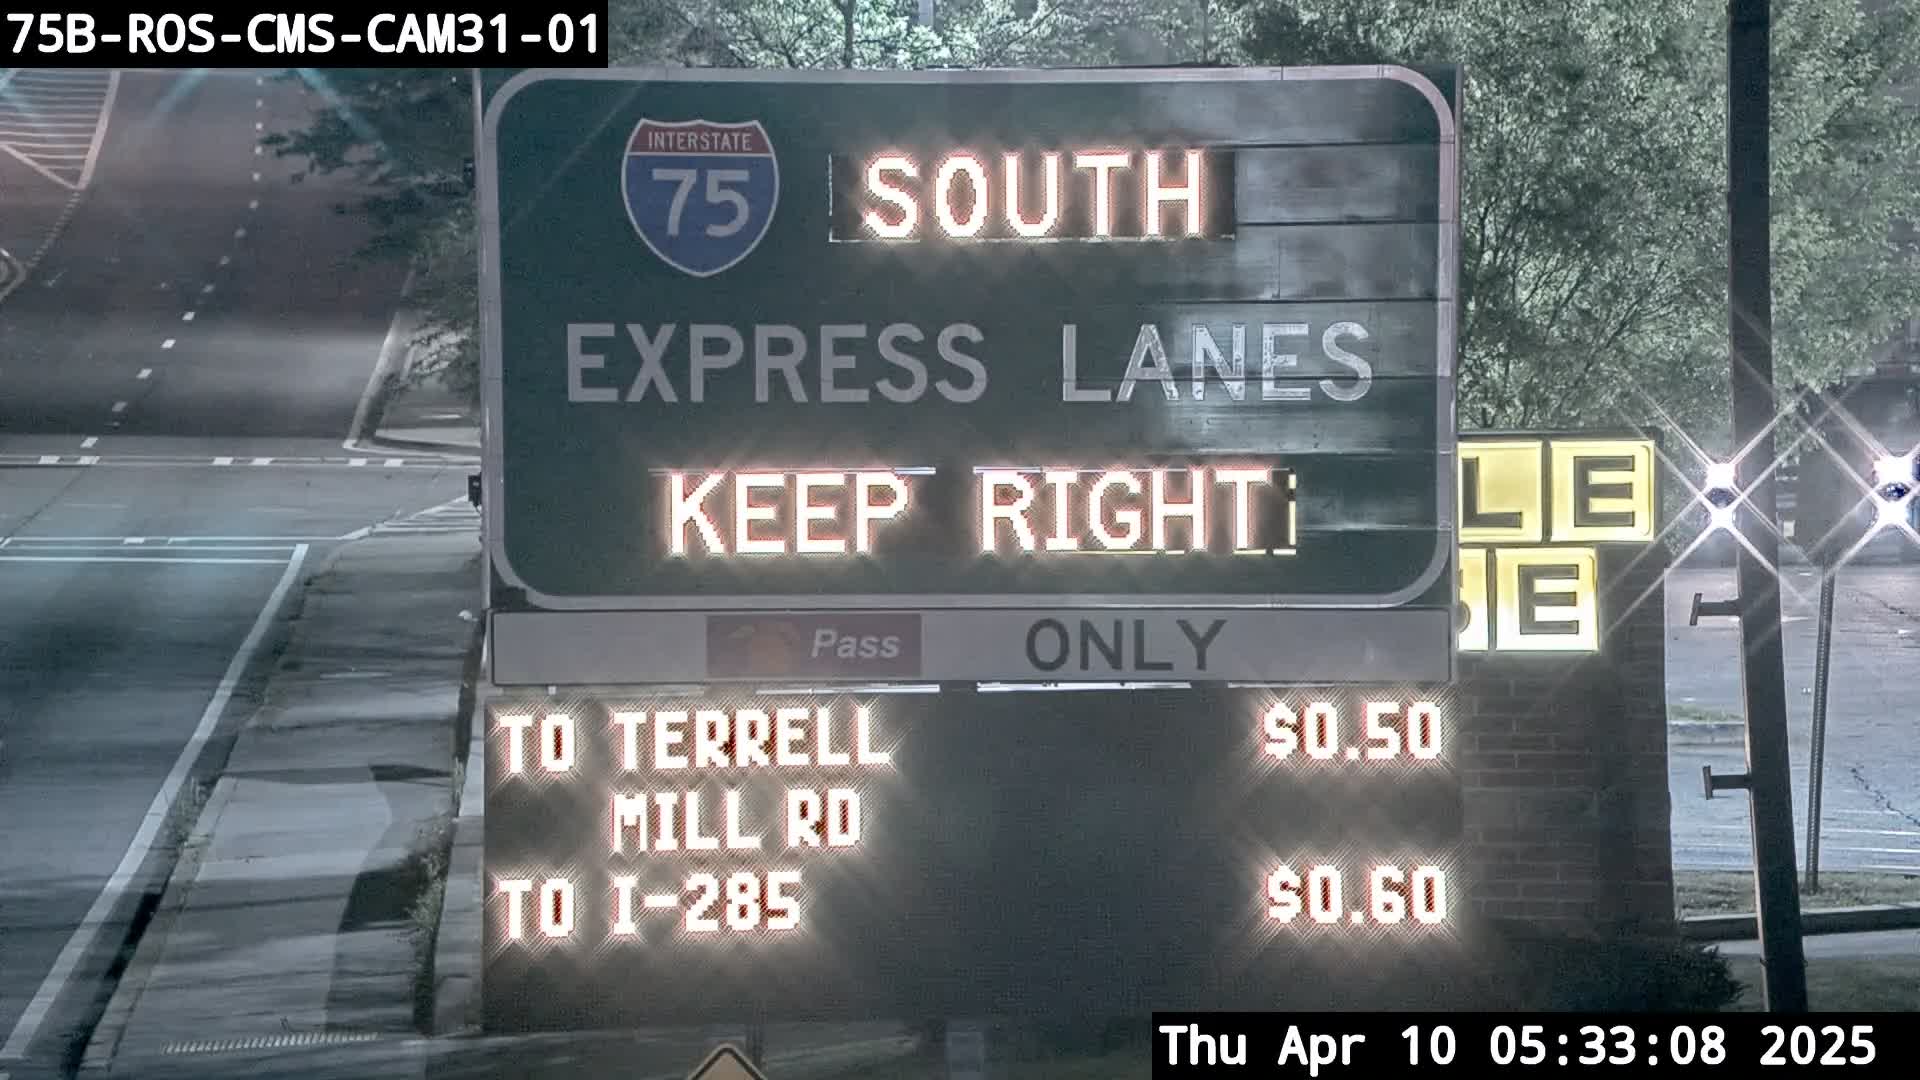 75B-ROS-CMS-CAM31-01
INTERSTATE
75
SOUTH
EXPRESS LANES
KEEP RIGHT
Pass ONLY
TO TERRELL $0.50
MILL RD
TO I-285 $0.60
LE
E
Thu Apr 10 05:33:08 2025